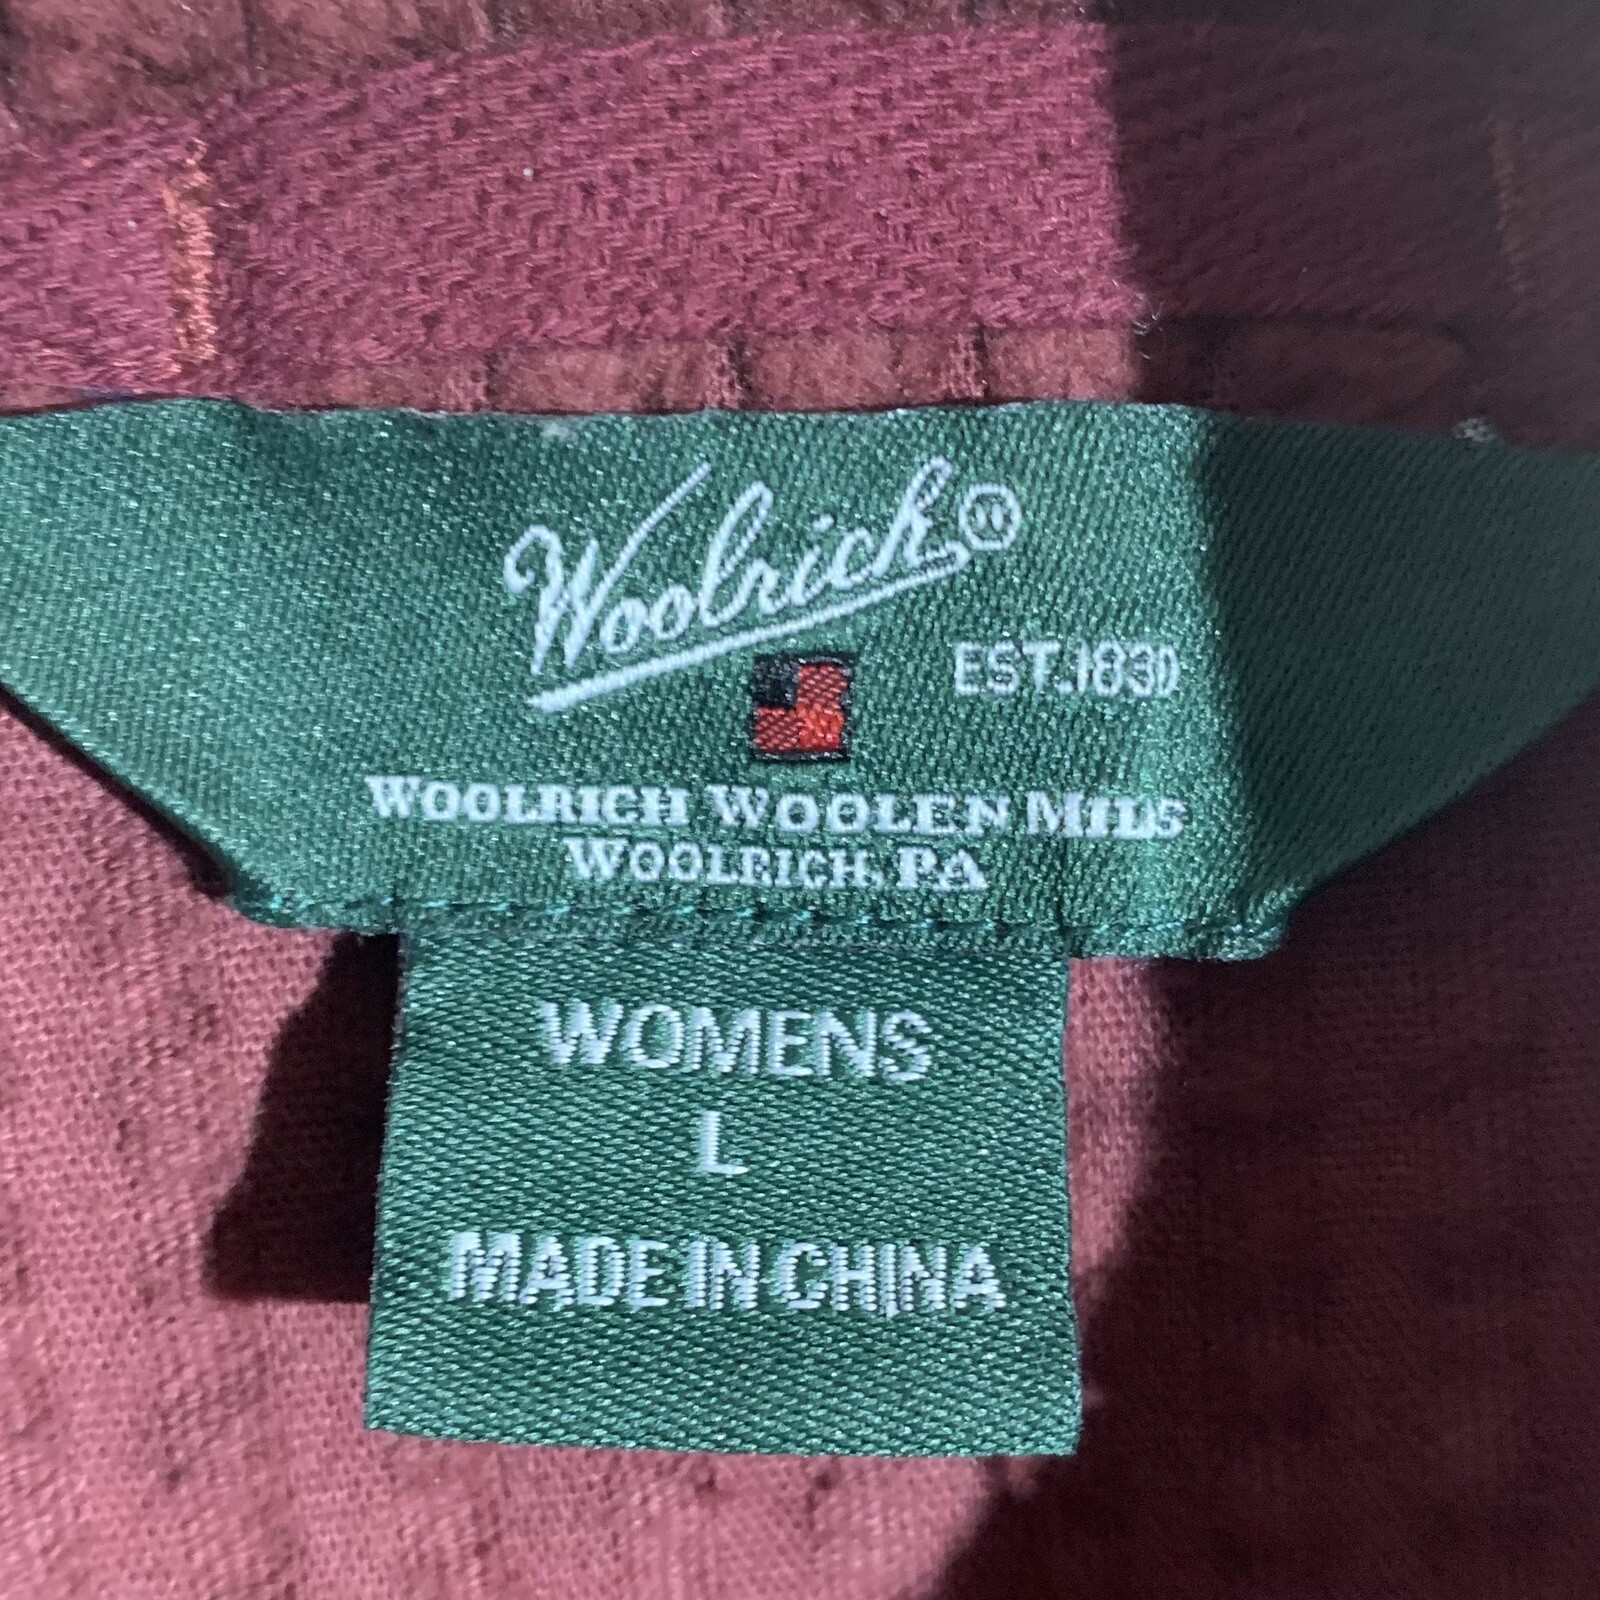 Woolrich®
EST.1830
WOOLRICH WOOLEN MILLS
WOOLRICH, PA
WOMENS
L
MADE IN CHINA